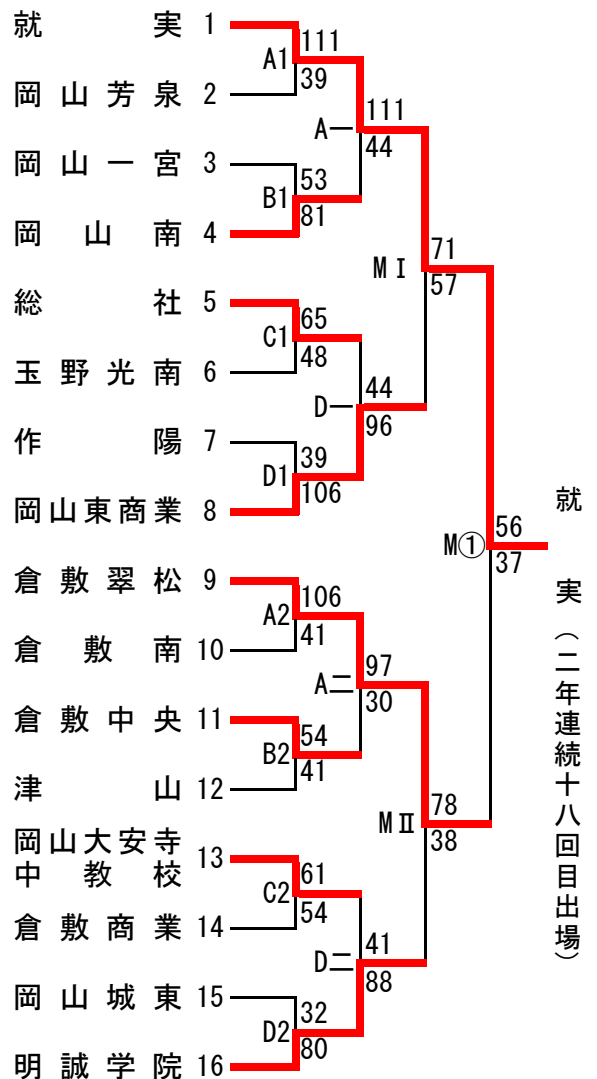 就実 1
111
A1
39
岡山芳泉 2
111
A一
44
岡山一宮 3
53
B1
81
岡山南 4
71
MⅠ
57
総社 5
65
C1
48
玉野光南 6
44
D一
96
作陽 7
39
D1
106
岡山東商業 8
56
M①
37
就実(二年連続十八回目出場)
倉敷翠松 9
106
A2
41
倉敷南 10
97
A二
30
倉敷中央 11
54
B2
41
津山 12
78
MⅡ
38
岡山大安寺
中教校 13
61
C2
54
倉敷商業 14
41
D二
88
岡山城東 15
32
D2
80
明誠学院 16